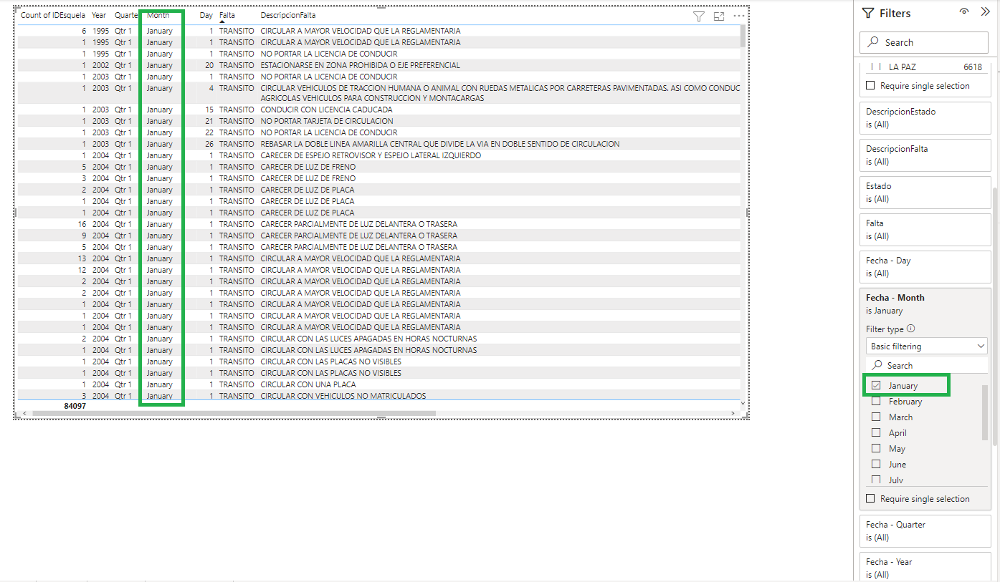 Count of IDEsquela Year Quarte Month Day Falta DescripcionFalta
6 1995 Qtr 1 January 1 TRANSITO CIRCULAR A MAYOR VELOCIDAD QUE LA REGLAMENTARIA
1 1995 Qtr 1 January 1 TRANSITO CIRCULAR A MAYOR VELOCIDAD QUE LA REGLAMENTARIA
1 1995 Qtr 1 January 1 TRANSITO NO PORTAR LA LICENCIA DE CONDUCIR
1 2002 Qtr 1 January 20 TRANSITO ESTACIONARSE EN ZONA PROHIBIDA O EJE PREFERENCIAL
1 2003 Qtr 1 January 1 TRANSITO NO PORTAR LA LICENCIA DE CONDUCIR
1 2003 Qtr 1 January 4 TRANSITO CIRCULAR VEHICULOS DE TRACCION HUMANA O ANIMAL CON RUEDAS METALICAS POR CARRETERAS PAVIMENTADAS. ASI COMO CONDUC
AGRICOLAS VEHICULOS PARA CONSTRUCCION Y MONTACARGAS
1 2003 Qtr 1 January 15 TRANSITO CONDUCIR CON LICENCIA CADUCADA
1 2003 Qtr 1 January 21 TRANSITO NO PORTAR TARJETA DE CIRCULACION
1 2003 Qtr 1 January 22 TRANSITO NO PORTAR LA LICENCIA DE CONDUCIR
1 2003 Qtr 1 January 26 TRANSITO REBASAR LA DOBLE LINEA AMARILLA CENTRAL QUE DIVIDE LA VIA EN DOBLE SENTIDO DE CIRCULACION
1 2004 Qtr 1 January 1 TRANSITO CARECER DE ESPEJO RETROVISOR Y ESPEJO LATERAL IZQUIERDO
5 2004 Qtr 1 January 1 TRANSITO CARECER DE LUZ DE FRENO
3 2004 Qtr 1 January 1 TRANSITO CARECER DE LUZ DE FRENO
2 2004 Qtr 1 January 1 TRANSITO CARECER DE LUZ DE PLACA
1 2004 Qtr 1 January 1 TRANSITO CARECER DE LUZ DE PLACA
1 2004 Qtr 1 January 1 TRANSITO CARECER DE LUZ DE PLACA
16 2004 Qtr 1 January 1 TRANSITO CARECER PARCIALMENTE DE LUZ DELANTERA O TRASERA
9 2004 Qtr 1 January 1 TRANSITO CARECER PARCIALMENTE DE LUZ DELANTERA O TRASERA
5 2004 Qtr 1 January 1 TRANSITO CARECER PARCIALMENTE DE LUZ DELANTERA O TRASERA
13 2004 Qtr 1 January 1 TRANSITO CIRCULAR A MAYOR VELOCIDAD QUE LA REGLAMENTARIA
12 2004 Qtr 1 January 1 TRANSITO CIRCULAR A MAYOR VELOCIDAD QUE LA REGLAMENTARIA
2 2004 Qtr 1 January 1 TRANSITO CIRCULAR A MAYOR VELOCIDAD QUE LA REGLAMENTARIA
2 2004 Qtr 1 January 1 TRANSITO CIRCULAR A MAYOR VELOCIDAD QUE LA REGLAMENTARIA
1 2004 Qtr 1 January 1 TRANSITO CIRCULAR A MAYOR VELOCIDAD QUE LA REGLAMENTARIA
1 2004 Qtr 1 January 1 TRANSITO CIRCULAR A MAYOR VELOCIDAD QUE LA REGLAMENTARIA
1 2004 Qtr 1 January 1 TRANSITO CIRCULAR A MAYOR VELOCIDAD QUE LA REGLAMENTARIA
2 2004 Qtr 1 January 1 TRANSITO CIRCULAR CON LAS LUCES APAGADAS EN HORAS NOCTURNAS
1 2004 Qtr 1 January 1 TRANSITO CIRCULAR CON LAS LUCES APAGADAS EN HORAS NOCTURNAS
1 2004 Qtr 1 January 1 TRANSITO CIRCULAR CON LAS PLACAS NO VISIBLES
1 2004 Qtr 1 January 1 TRANSITO CIRCULAR CON LAS PLACAS NO VISIBLES
1 2004 Qtr 1 January 1 TRANSITO CIRCULAR CON UNA PLACA
3 2004 Qtr 1 January 1 TRANSITO CIRCULAR CON VEHICULOS NO MATRICULADOS
84097
Filters
Search
LA PAZ 6618
Require single selection
DescripcionEstado
is (All)
DescripcionFalta
is (All)
Estado
is (All)
Falta
is (All)
Fecha - Day
is (All)
Fecha - Month
is January
Filter type
Basic filtering
Search
January
February
March
April
May
June
July
Require single selection
Fecha - Quarter
is (All)
Fecha - Year
is (All)